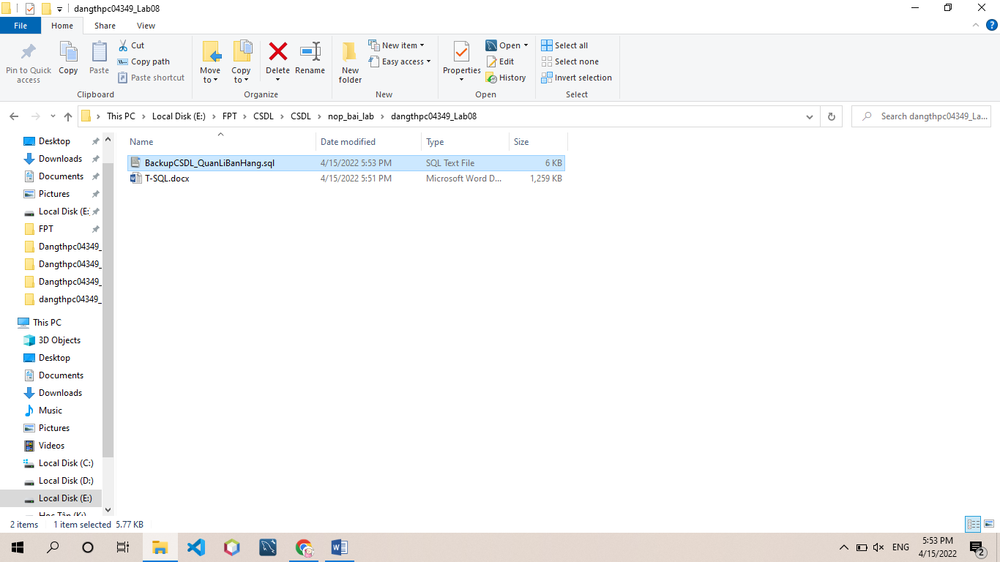 dangthpc04349_Lab08
File Home Share View
Pin to Quick access
Copy
Paste
Cut
Copy path
Paste shortcut
Clipboard
Move to
Copy to
Delete
Rename
Organize
New folder
New item
Easy access
New
Properties
Open
Edit
History
Open
Select all
Select none
Invert selection
Select
This PC > Local Disk (E:) > FPT > CSDL > CSDL > nop_bai_lab > dangthpc04349_Lab08
Search dangthpc04349_La...
Name Date modified Type Size
BackupCSDL_QuanLiBanHang.sql 4/15/2022 5:53 PM SQL Text File 6 KB
T-SQL.docx 4/15/2022 5:51 PM Microsoft Word D... 1,259 KB
Desktop
Downloads
Documents
Pictures
Local Disk (E:
FPT
Dangthpc04349_
Dangthpc04349_
Dangthpc04349_
dangthpc04349_
This PC
3D Objects
Desktop
Documents
Downloads
Music
Pictures
Videos
Local Disk (C:)
Local Disk (D:)
Local Disk (E:)
2 items 1 item selected 5.77 KB
ENG
5:53 PM
4/15/2022
2